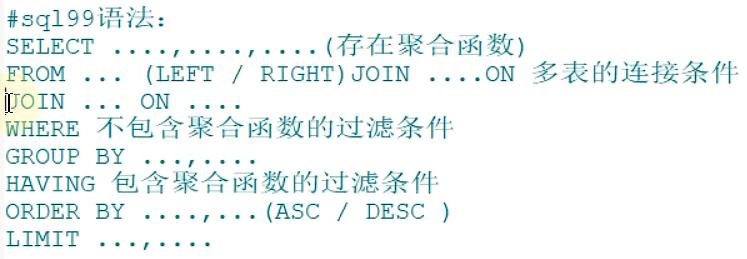 #sql99语法：
SELECT ....,....,....(存在聚合函数)
FROM ... (LEFT / RIGHT)JOIN ....ON 多表的连接条件
JOIN ... ON ....
WHERE 不包含聚合函数的过滤条件
GROUP BY ...,....
HAVING 包含聚合函数的过滤条件
ORDER BY ....,...(ASC / DESC )
LIMIT ...,....